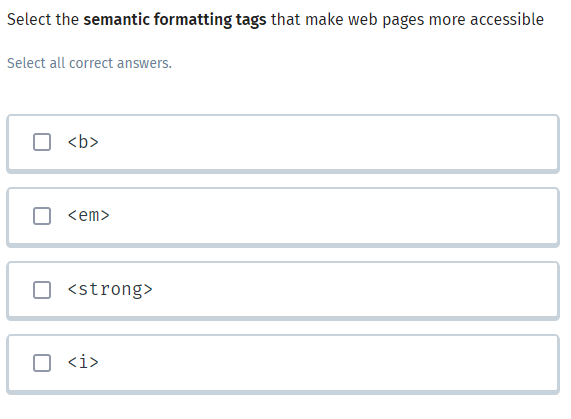 Select the semantic formatting tags that make web pages more accessible
Select all correct answers.
<b>
<em>
<strong>
<i>